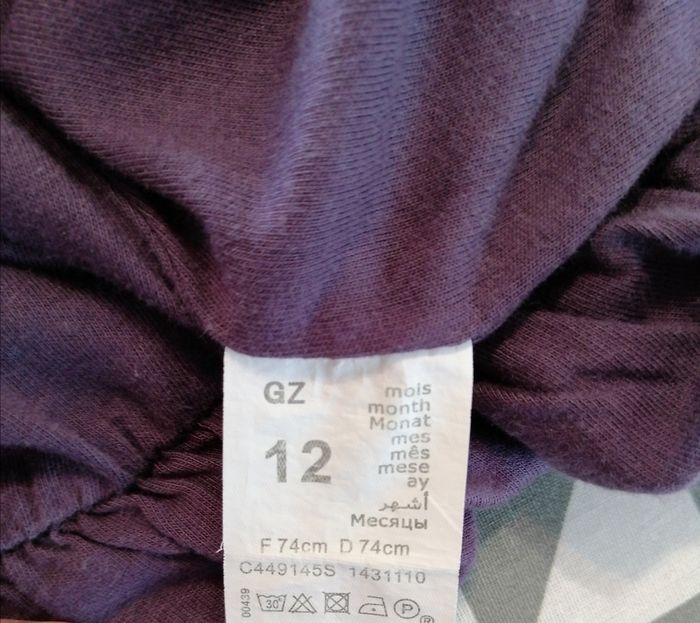 GZ
12
mois
month
Monat
mes
mês
mese
ay
أشهر
Месяцы
F 74cm D 74cm
C449145S 1431110
00439
30°
P
®